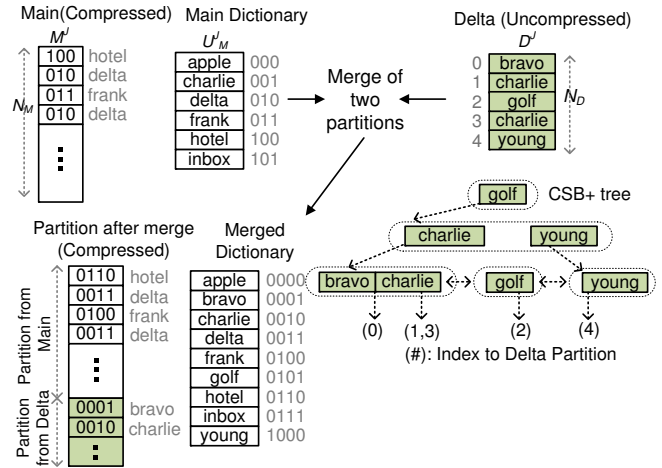 Main(Compressed)
M^J
N_M
100 hotel
010 delta
011 frank
010 delta
Main Dictionary
U^J_M
apple 000
charlie 001
delta 010
frank 011
hotel 100
inbox 101
Merge of
two
partitions
Delta (Uncompressed)
D^J
0 bravo
1 charlie
2 golf
3 charlie
4 young
N_D
golf CSB+ tree
charlie young
bravo charlie golf young
(0) (1,3) (2) (4)
(#): Index to Delta Partition
Partition after merge
(Compressed)
Partition from
Main
0110 hotel
0011 delta
0100 frank
0011 delta
Partition
from Delta
0001 bravo
0010 charlie
Merged
Dictionary
apple 0000
bravo 0001
charlie 0010
delta 0011
frank 0100
golf 0101
hotel 0110
inbox 0111
young 1000